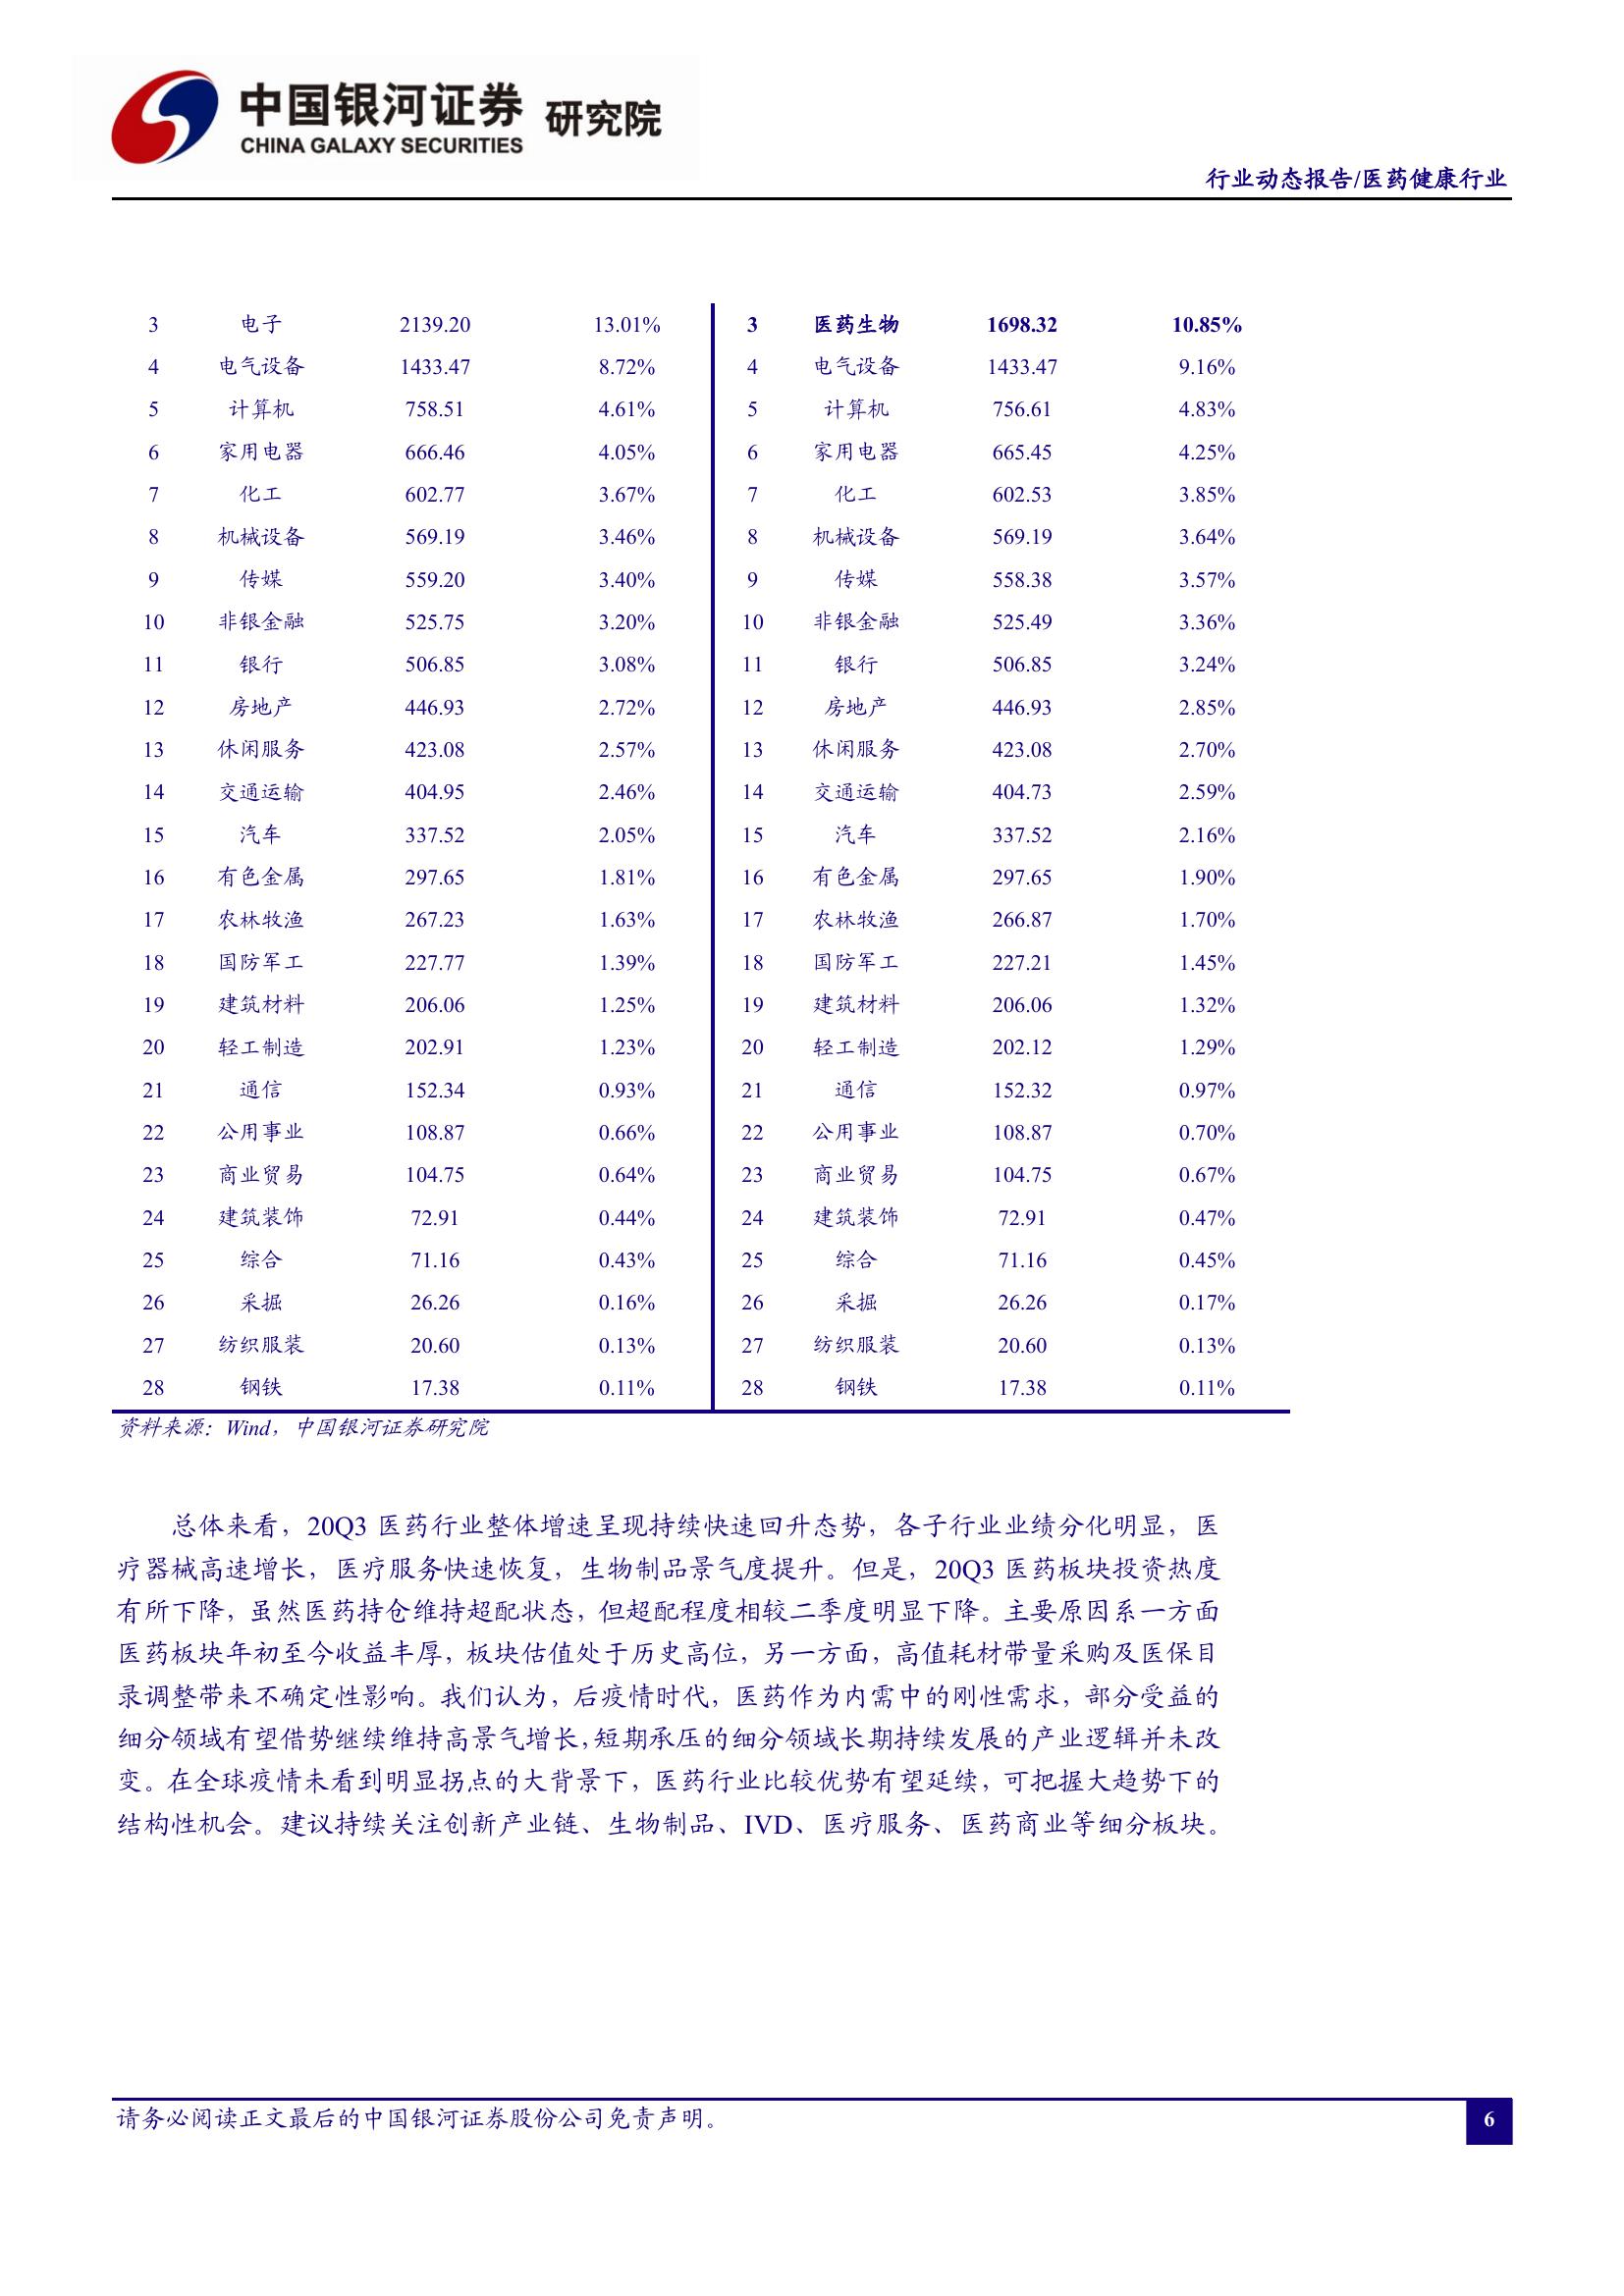 中国银河证券 研究院
CHINA GALAXY SECURITIES
行业动态报告/医药健康行业
3 电子 2139.20 13.01% 3 医药生物 1698.32 10.85%
4 电气设备 1433.47 8.72% 4 电气设备 1433.47 9.16%
5 计算机 758.51 4.61% 5 计算机 756.61 4.83%
6 家用电器 666.46 4.05% 6 家用电器 665.45 4.25%
7 化工 602.77 3.67% 7 化工 602.53 3.85%
8 机械设备 569.19 3.46% 8 机械设备 569.19 3.64%
9 传媒 559.20 3.40% 9 传媒 558.38 3.57%
10 非银金融 525.75 3.20% 10 非银金融 525.49 3.36%
11 银行 506.85 3.08% 11 银行 506.85 3.24%
12 房地产 446.93 2.72% 12 房地产 446.93 2.85%
13 休闲服务 423.08 2.57% 13 休闲服务 423.08 2.70%
14 交通运输 404.95 2.46% 14 交通运输 404.73 2.59%
15 汽车 337.52 2.05% 15 汽车 337.52 2.16%
16 有色金属 297.65 1.81% 16 有色金属 297.65 1.90%
17 农林牧渔 267.23 1.63% 17 农林牧渔 266.87 1.70%
18 国防军工 227.77 1.39% 18 国防军工 227.21 1.45%
19 建筑材料 206.06 1.25% 19 建筑材料 206.06 1.32%
20 轻工制造 202.91 1.23% 20 轻工制造 202.12 1.29%
21 通信 152.34 0.93% 21 通信 152.32 0.97%
22 公用事业 108.87 0.66% 22 公用事业 108.87 0.70%
23 商业贸易 104.75 0.64% 23 商业贸易 104.75 0.67%
24 建筑装饰 72.91 0.44% 24 建筑装饰 72.91 0.47%
25 综合 71.16 0.43% 25 综合 71.16 0.45%
26 采掘 26.26 0.16% 26 采掘 26.26 0.17%
27 纺织服装 20.60 0.13% 27 纺织服装 20.60 0.13%
28 钢铁 17.38 0.11% 28 钢铁 17.38 0.11%
资料来源：Wind，中国银河证券研究院
总体来看，20Q3 医药行业整体增速呈现持续快速回升态势，各子行业业绩分化明显，医
疗器械高速增长，医疗服务快速恢复，生物制品景气度提升。但是，20Q3 医药板块投资热度
有所下降，虽然医药持仓维持超配状态，但超配程度相较二季度明显下降。主要原因系一方面
医药板块年初至今收益丰厚，板块估值处于历史高位，另一方面，高值耗材带量采购及医保目
录调整带来不确定性影响。我们认为，后疫情时代，医药作为内需中的刚性需求，部分受益的
细分领域有望借势继续维持高景气增长，短期承压的细分领域长期持续发展的产业逻辑并未改
变。在全球疫情未看到明显拐点的大背景下，医药行业比较优势有望延续，可把握大趋势下的
结构性机会。建议持续关注创新产业链、生物制品、IVD、医疗服务、医药商业等细分板块。
请务必阅读正文最后的中国银河证券股份公司免责声明。
6